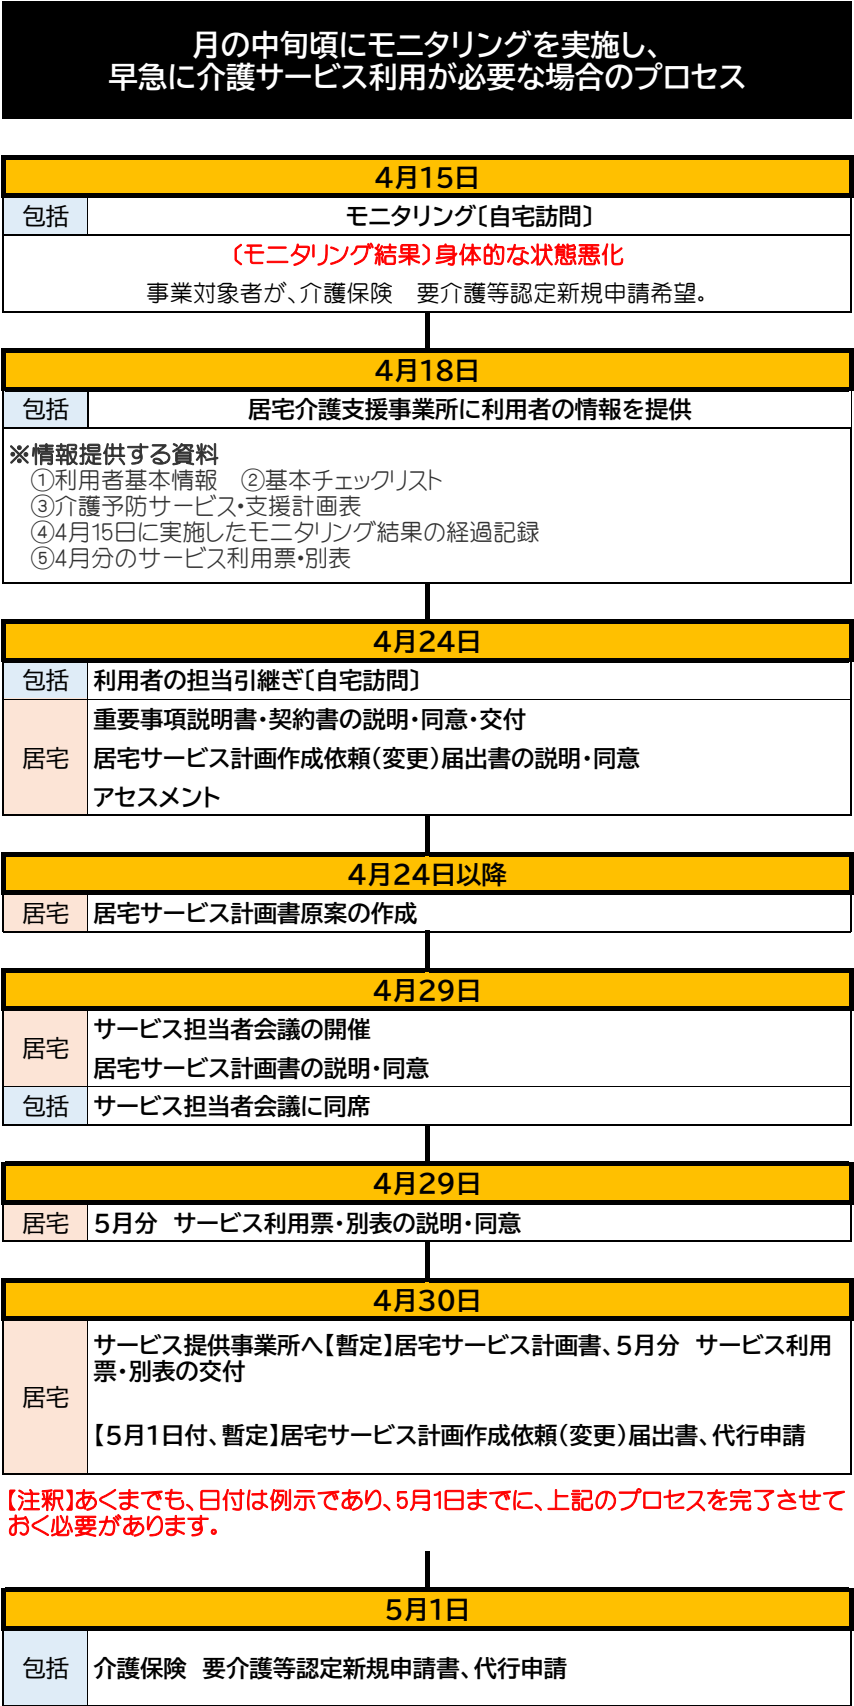 月の中旬頃にモニタリングを実施し、
早急に介護サービス利用が必要な場合のプロセス
4月15日
包括
モニタリング〔自宅訪問〕
〔モニタリング結果〕身体的な状態悪化
事業対象者が、介護保険　要介護等認定新規申請希望。
4月18日
包括
居宅介護支援事業所に利用者の情報を提供
※情報提供する資料
①利用者基本情報　②基本チェックリスト
③介護予防サービス・支援計画表
④4月15日に実施したモニタリング結果の経過記録
⑤4月分のサービス利用票・別表
4月24日
包括
利用者の担当引継ぎ〔自宅訪問〕
居宅
重要事項説明書・契約書の説明・同意・交付
居宅サービス計画作成依頼（変更）届出書の説明・同意
アセスメント
4月24日以降
居宅
居宅サービス計画書原案の作成
4月29日
居宅
サービス担当者会議の開催
居宅サービス計画書の説明・同意
包括
サービス担当者会議に同席
4月29日
居宅
5月分　サービス利用票・別表の説明・同意
4月30日
居宅
サービス提供事業所へ【暫定】居宅サービス計画書、5月分　サービス利用
票・別表の交付
【5月1日付、暫定】居宅サービス計画作成依頼（変更）届出書、代行申請
【注釈】あくまでも、日付は例示であり、5月1日までに、上記のプロセスを完了させて
おく必要があります。
5月1日
包括
介護保険　要介護等認定新規申請書、代行申請